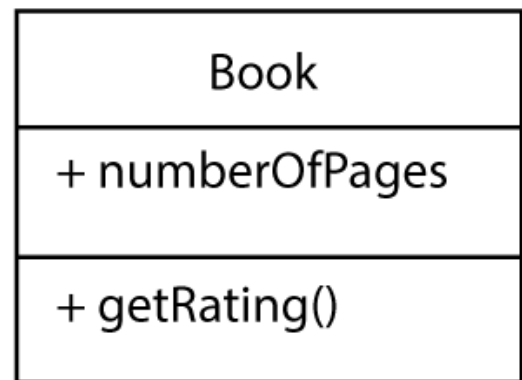 Book
+ numberOfPages
+ getRating()